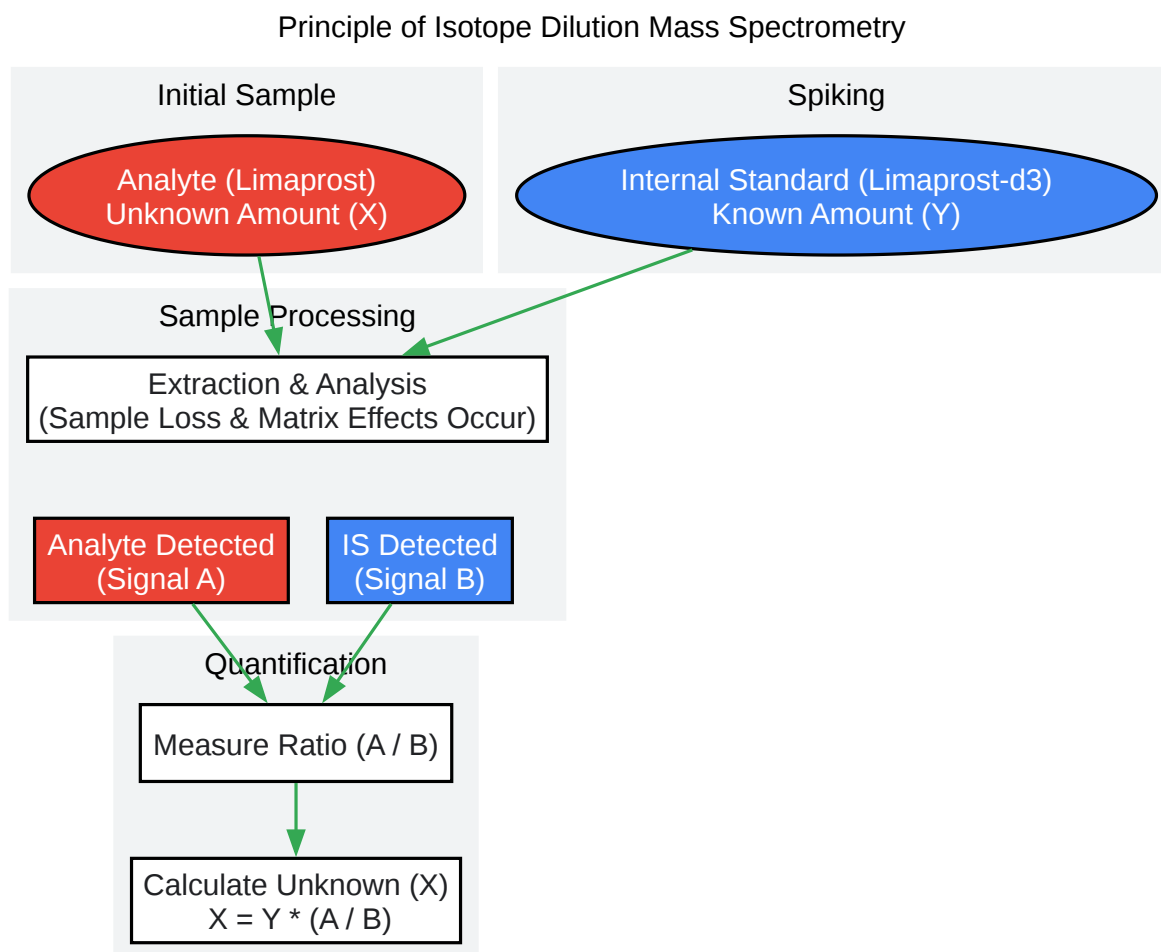 Principle of Isotope Dilution Mass Spectrometry
Initial Sample
Analyte (Limaprost)
Unknown Amount (X)
Spiking
Internal Standard (Limaprost-d3)
Known Amount (Y)
Sample Processing
Extraction & Analysis
(Sample Loss & Matrix Effects Occur)
Analyte Detected
(Signal A)
IS Detected
(Signal B)
Quantification
Measure Ratio (A / B)
Calculate Unknown (X)
X = Y * (A / B)